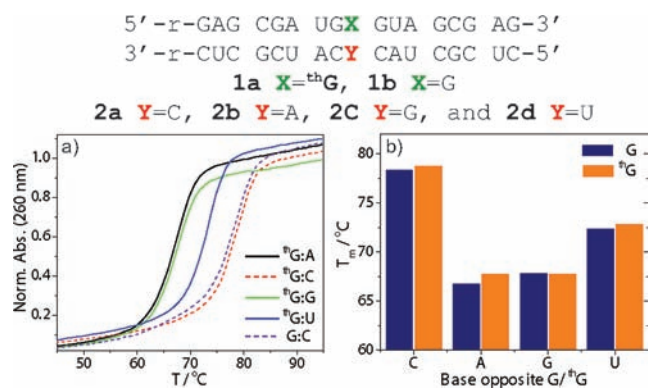 5'-r-GAG CGA UGX GUA GCG AG-3'
3'-r-CUC GCU ACY CAU CGC UC-5'
1a X=ᵗʰG, 1b X=G
2a Y=C, 2b Y=A, 2C Y=G, and 2d Y=U
a)
Norm. Abs. (260 nm)
1.0
0.8
0.6
0.4
0.2
ᵗʰG:A
ᵗʰG:C
ᵗʰG:G
ᵗʰG:U
G:C
50 60 70 80 90
T/°C
b)
G
ᵗʰG
Tₘ/°C
80
75
70
65
60
C A G U
Base opposite G/ᵗʰG